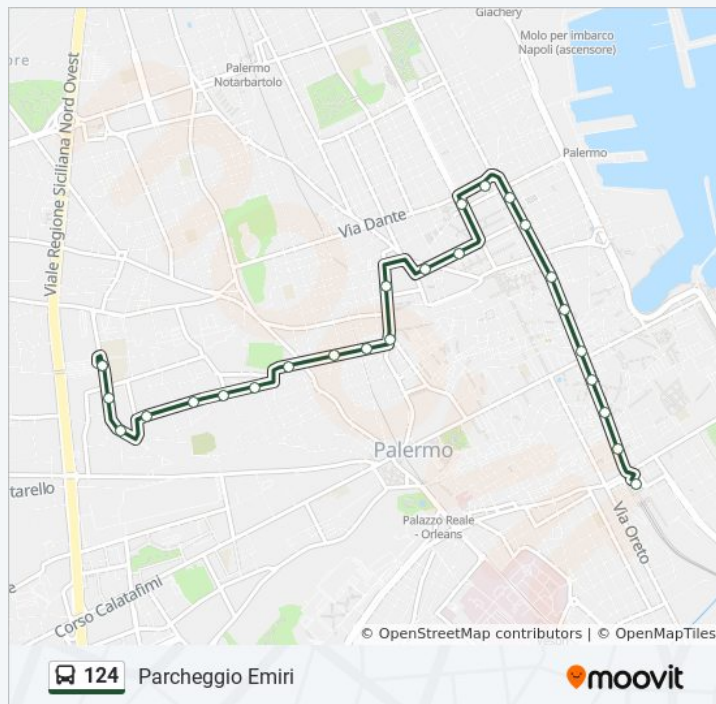 Giachery
Molo per imbarco
Napoli (ascensore)
Palermo
Notarbartolo
Viale Regione Siciliana Nord Ovest
Palermo
Via Dante
Palermo
tarello
Palazzo Reale
- Orleans
Via Oreto
Corso Calatafimi
© OpenStreetMap contributors | © OpenMapTiles
124 Parcheggio Emiri
moovit